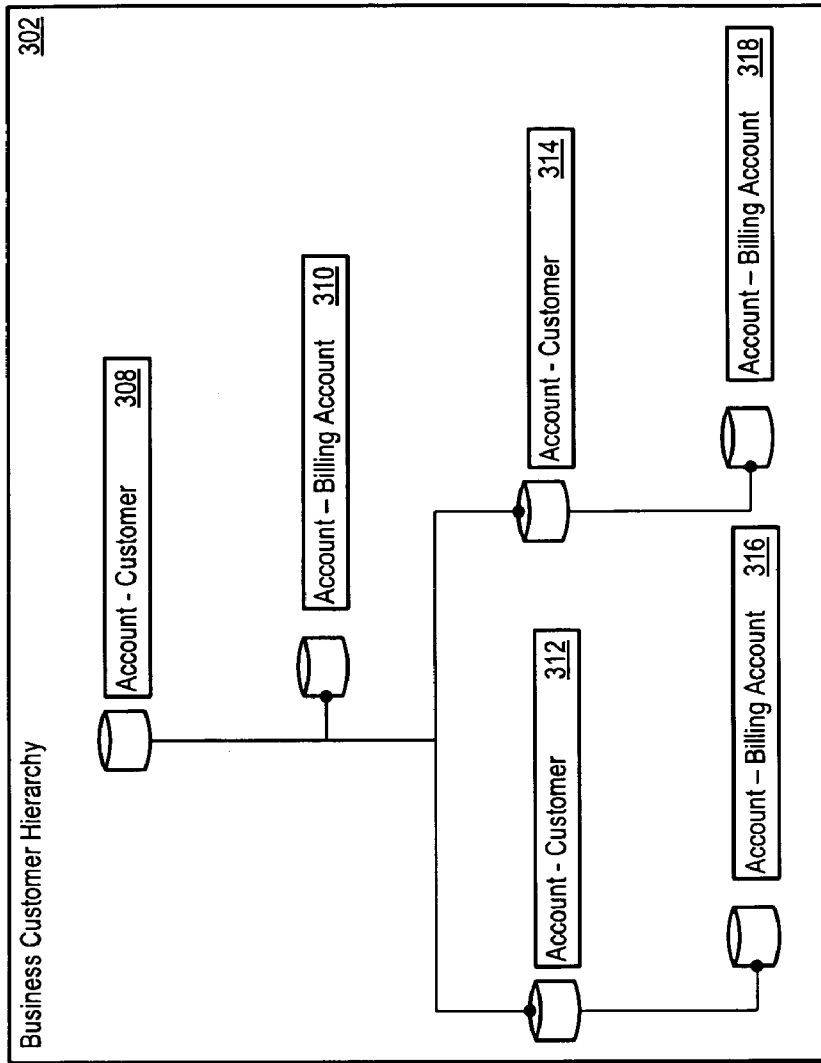 Business Customer Hierarchy 302
Account - Customer 308
Account – Billing Account 310
Account - Customer 312
Account - Customer 314
Account – Billing Account 316
Account – Billing Account 318